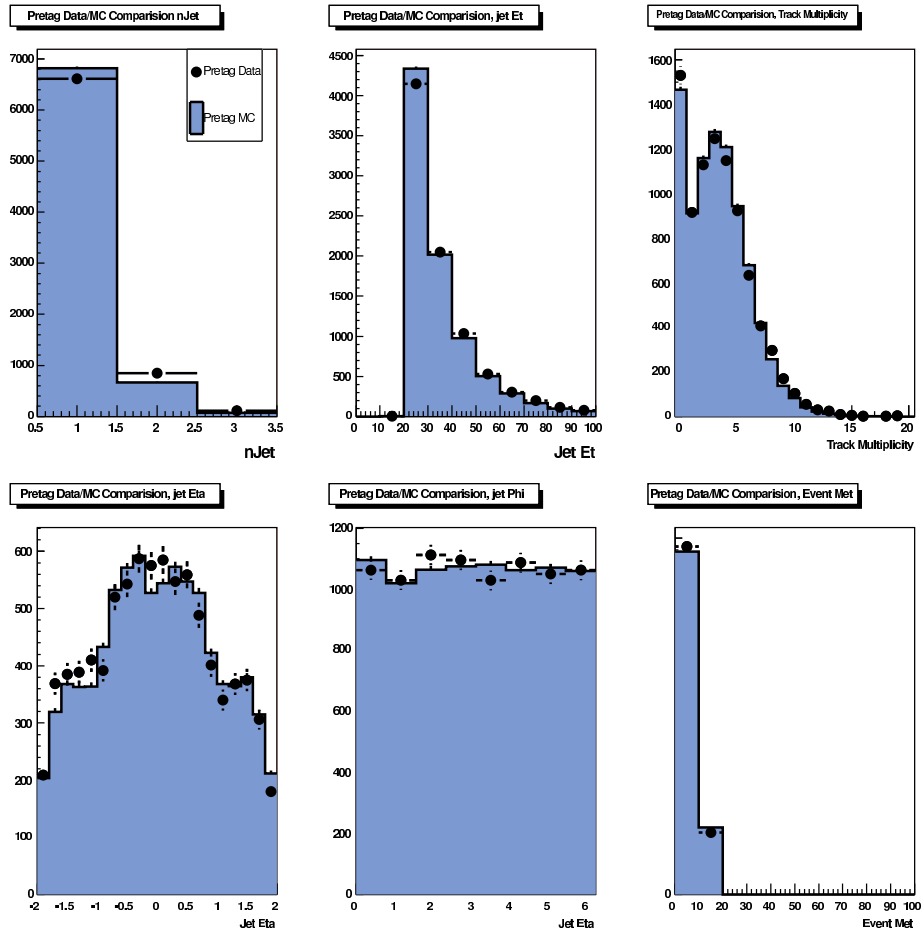 Pretag Data/MC Comparision nJet
7000
6000
5000
4000
3000
2000
1000
0
0.5 1 1.5 2 2.5 3 3.5
nJet
Pretag Data
Pretag MC
Pretag Data/MC Comparision, jet Et
4500
4000
3500
3000
2500
2000
1500
1000
500
0
0 10 20 30 40 50 60 70 80 90 100
Jet Et
Pretag Data/MC Comparision, Track Multiplicity
1600
1400
1200
1000
800
600
400
200
0
0 5 10 15 20
Track Multiplicity
Pretag Data/MC Comparision, jet Eta
600
500
400
300
200
100
0
-2 -1.5 -1 -0.5 0 0.5 1 1.5 2
Jet Eta
Pretag Data/MC Comparision, jet Phi
1200
1000
800
600
400
200
0
0 1 2 3 4 5 6
Jet Eta
Pretag Data/MC Comparision, Event Met
0
0 10 20 30 40 50 60 70 80 90 100
Event Met